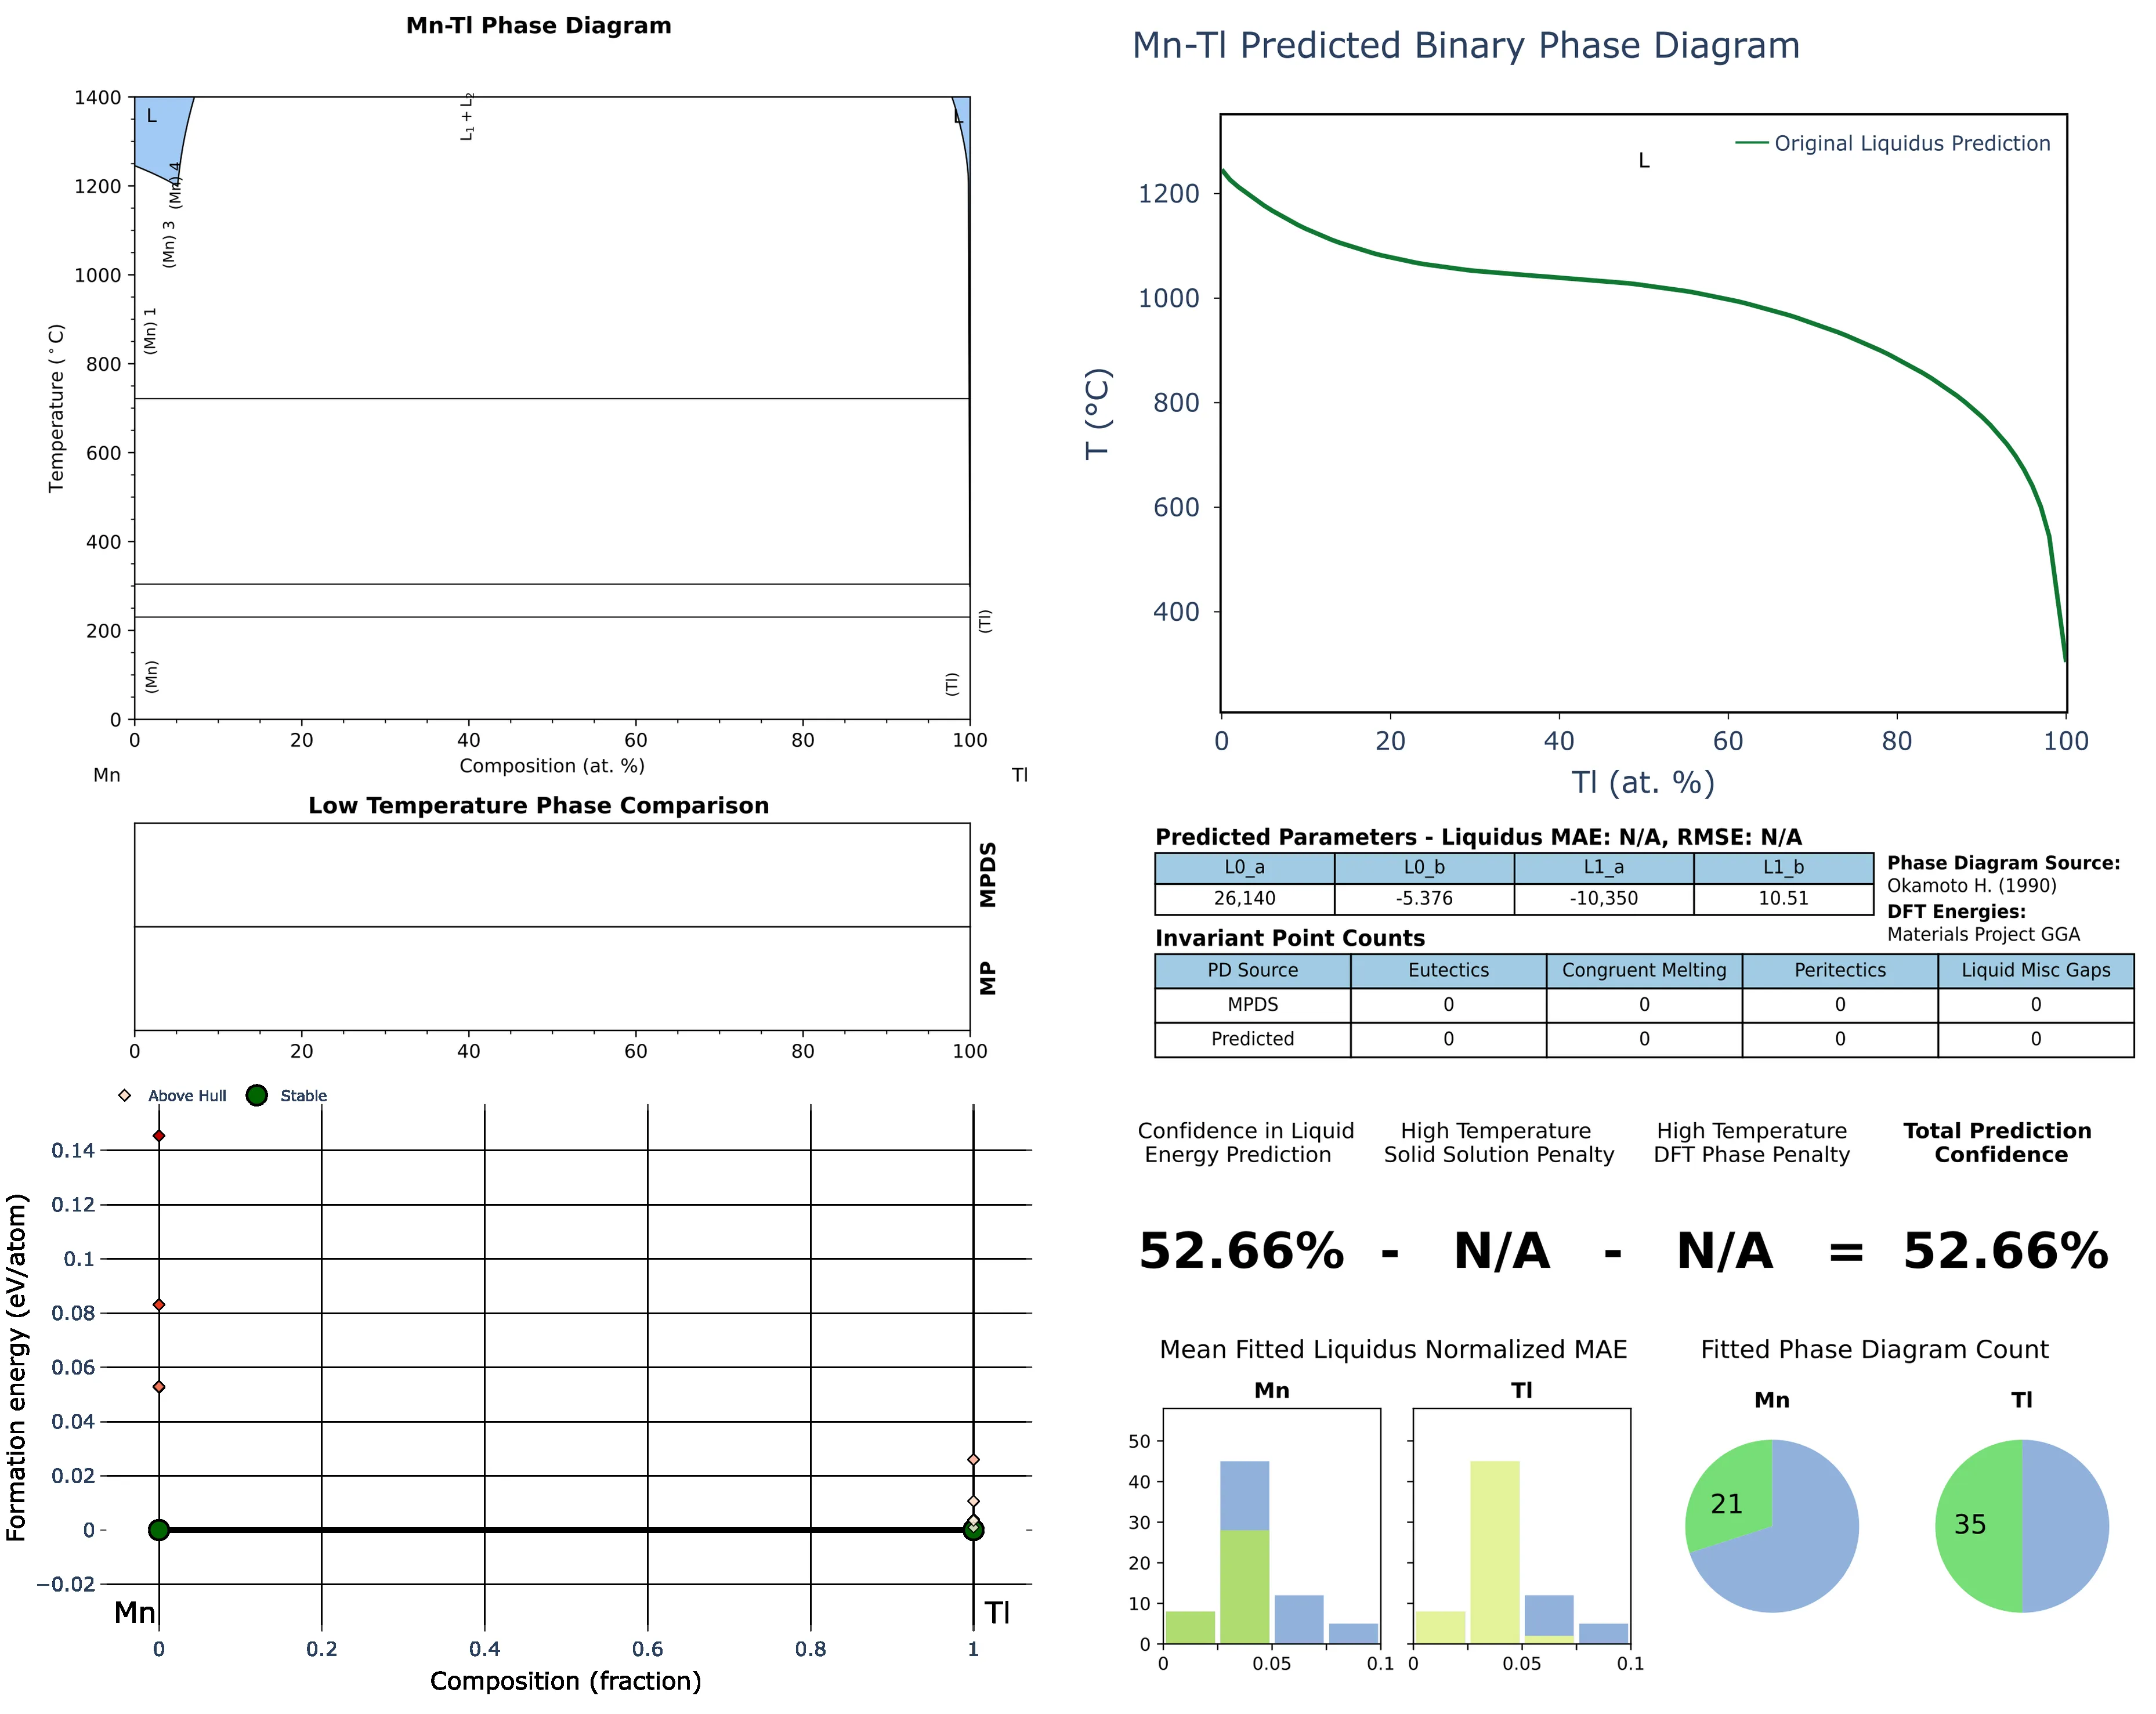 Mn-Tl Phase Diagram
1400
1200
1000
800
600
400
200
0
Temperature (°C)
L
L₁ + L₂
L
(Mn) 4
(Mn) 3
(Mn) 1
(Mn)
(Tl)
(Tl)
0 20 40 60 80 100
Composition (at. %)
Mn Tl
Low Temperature Phase Comparison
MPDS
MP
0 20 40 60 80 100
Above Hull Stable
0.14
0.12
0.1
0.08
0.06
0.04
0.02
0
−0.02
Formation energy (eV/atom)
Mn Tl
0 0.2 0.4 0.6 0.8 1
Composition (fraction)
Mn-Tl Predicted Binary Phase Diagram
Original Liquidus Prediction
L
1200
1000
800
600
400
T (°C)
0 20 40 60 80 100
Tl (at. %)
Predicted Parameters - Liquidus MAE: N/A, RMSE: N/A
L0_a L0_b L1_a L1_b
26,140 -5.376 -10,350 10.51
Phase Diagram Source:
Okamoto H. (1990)
DFT Energies:
Materials Project GGA
Invariant Point Counts
PD Source Eutectics Congruent Melting Peritectics Liquid Misc Gaps
MPDS 0 0 0 0
Predicted 0 0 0 0
Confidence in Liquid
Energy Prediction
High Temperature
Solid Solution Penalty
High Temperature
DFT Phase Penalty
Total Prediction
Confidence
52.66% - N/A - N/A = 52.66%
Mean Fitted Liquidus Normalized MAE
Mn Tl
50
40
30
20
10
0
0 0.05 0.1 0 0.05 0.1
Fitted Phase Diagram Count
Mn Tl
21 35